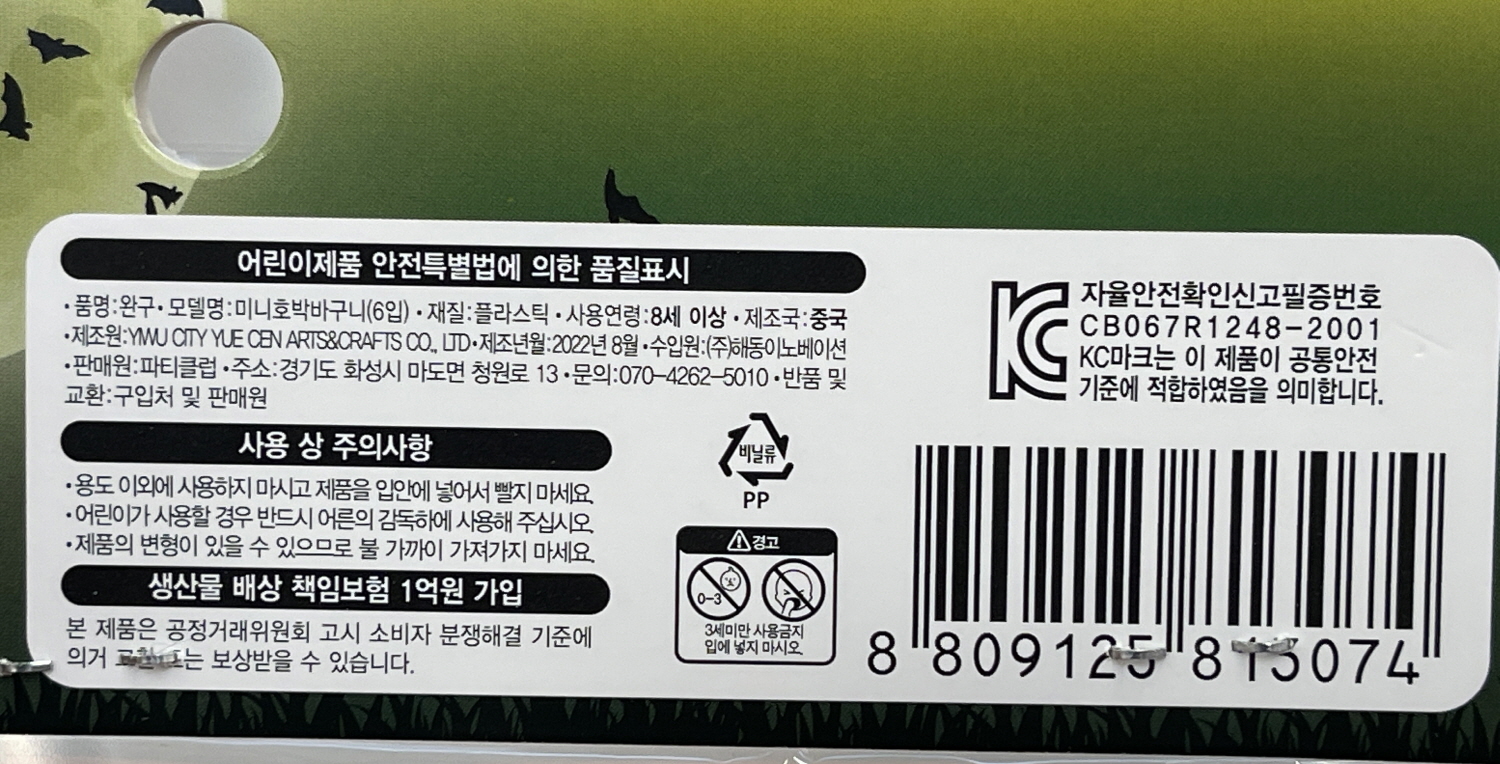 어린이제품 안전특별법에 의한 품질표시
•품명:완구•모델명:미니호박바구니(6입)•재질:플라스틱•사용연령:8세 이상•제조국:중국
•제조원:YIWU CITY YUE CEN ARTS&CRAFTS CO., LTD•제조년월:2022년 8월•수입원:(주)해동이노베이션
•판매원:파티클럽•주소:경기도 화성시 마도면 청원로 13•문의:070-4262-5010•반품 및
교환:구입처 및 판매원
사용 상 주의사항
•용도 이외에 사용하지 마시고 제품을 입안에 넣어서 빨지 마세요.
•어린이가 사용할 경우 반드시 어른의 감독하에 사용해 주십시오.
•제품의 변형이 있을 수 있으므로 불 가까이 가져가지 마세요.
생산물 배상 책임보험 1억원 가입
본 제품은 공정거래위원회 고시 소비자 분쟁해결 기준에
의거 교환 또는 보상받을 수 있습니다.
비닐류
PP
경고
0-3
3세미만 사용금지
입에 넣지 마시오.
자율안전확인신고필증번호
CB067R1248-2001
KC마크는 이 제품이 공통안전
기준에 적합하였음을 의미합니다.
8 809125 815074